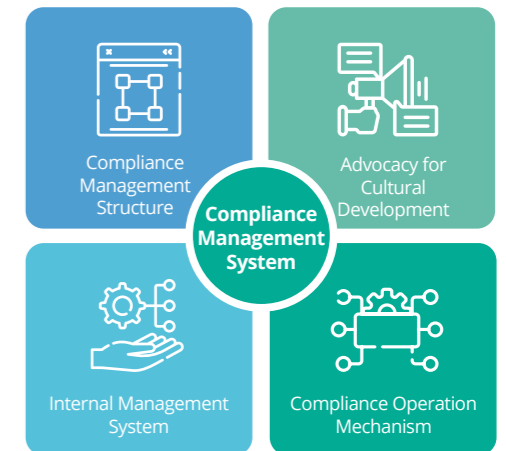 Compliance
Management
Structure
Advocacy for
Cultural
Development
Compliance
Management
System
Internal Management
System
Compliance Operation
Mechanism